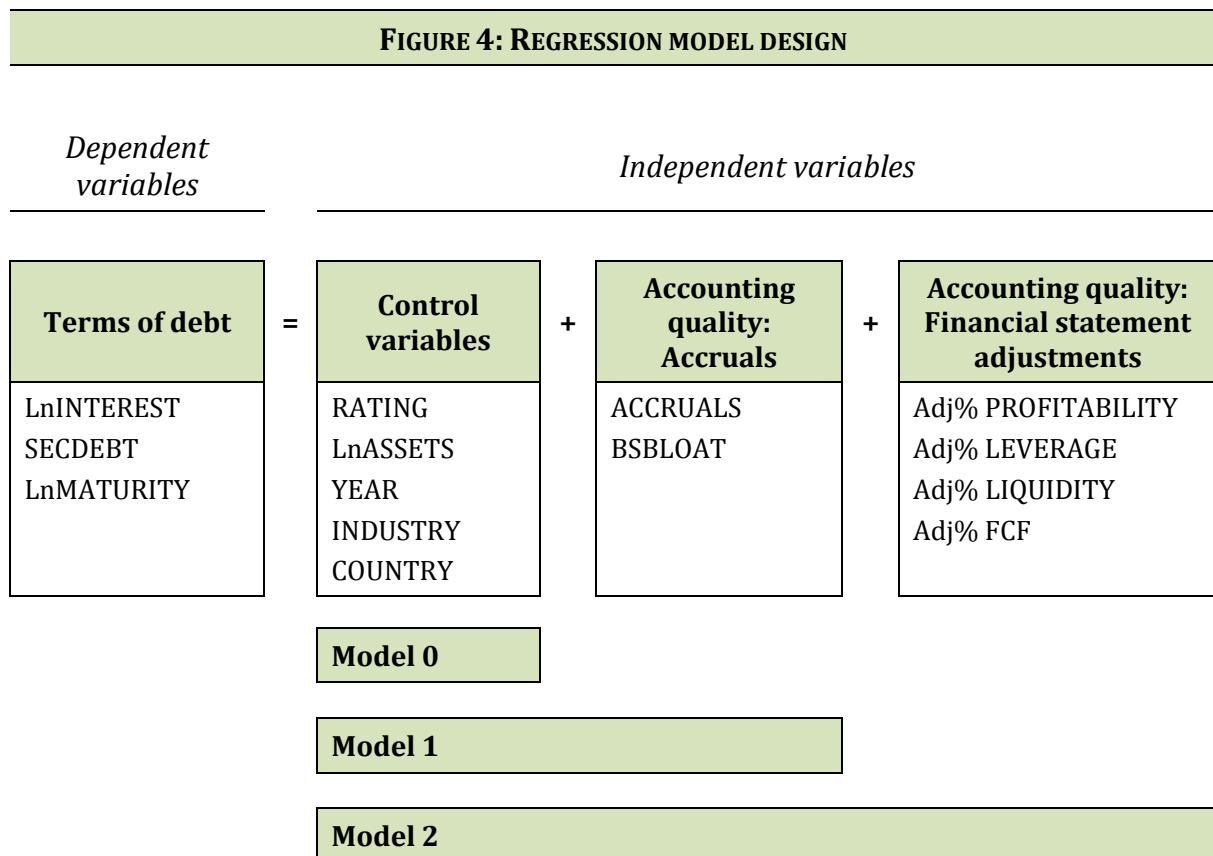 FIGURE 4: REGRESSION MODEL DESIGN
Dependent
variables
Independent variables
Terms of debt
=
Control
variables
+
Accounting
quality:
Accruals
+
Accounting quality:
Financial statement
adjustments
LnINTEREST
SECDEBT
LnMATURITY
RATING
LnASSETS
YEAR
INDUSTRY
COUNTRY
ACCRUALS
BSBLOAT
Adj% PROFITABILITY
Adj% LEVERAGE
Adj% LIQUIDITY
Adj% FCF
Model 0
Model 1
Model 2